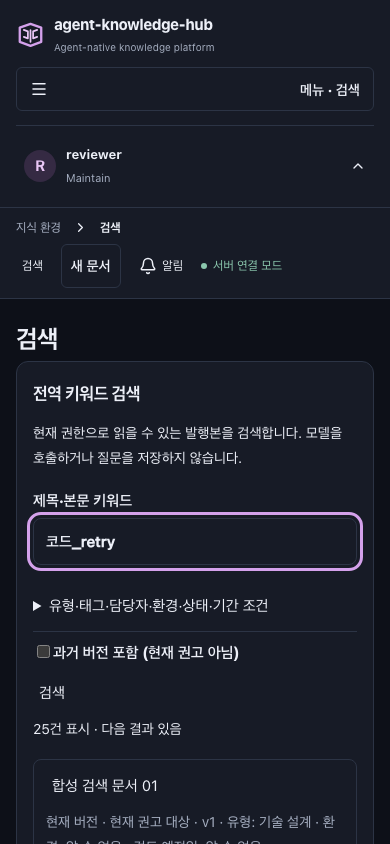 agent-knowledge-hub
Agent-native knowledge platform
메뉴 · 검색
R
reviewer
Maintain
지식 환경 > 검색
검색 새 문서 알림 서버 연결 모드
검색
전역 키워드 검색
현재 권한으로 읽을 수 있는 발행본을 검색합니다. 모델을
호출하거나 질문을 저장하지 않습니다.
제목·본문 키워드
코드_retry
유형·태그·담당자·환경·상태·기간 조건
과거 버전 포함 (현재 권고 아님)
검색
25건 표시 · 다음 결과 있음
합성 검색 문서 01
현재 버전 · 현재 권고 대상 · v1 · 유형: 기술 설계 · 환